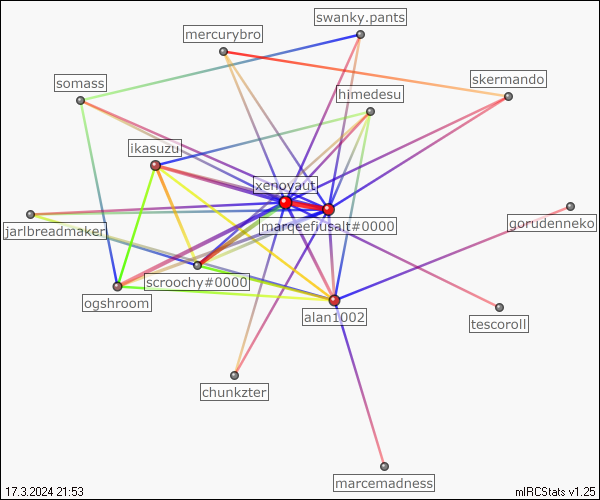 swanky.pants
mercurybro
skermando
somass
himedesu
ikasuzu
xenoyaut
marqeefiusalt#0000
gorudenneko
jarlbreadmaker
scroochy#0000
ogshroom
alan1002
tescoroll
chunkzter
marcemadness
17.3.2024 21:53
mIRCStats v1.25